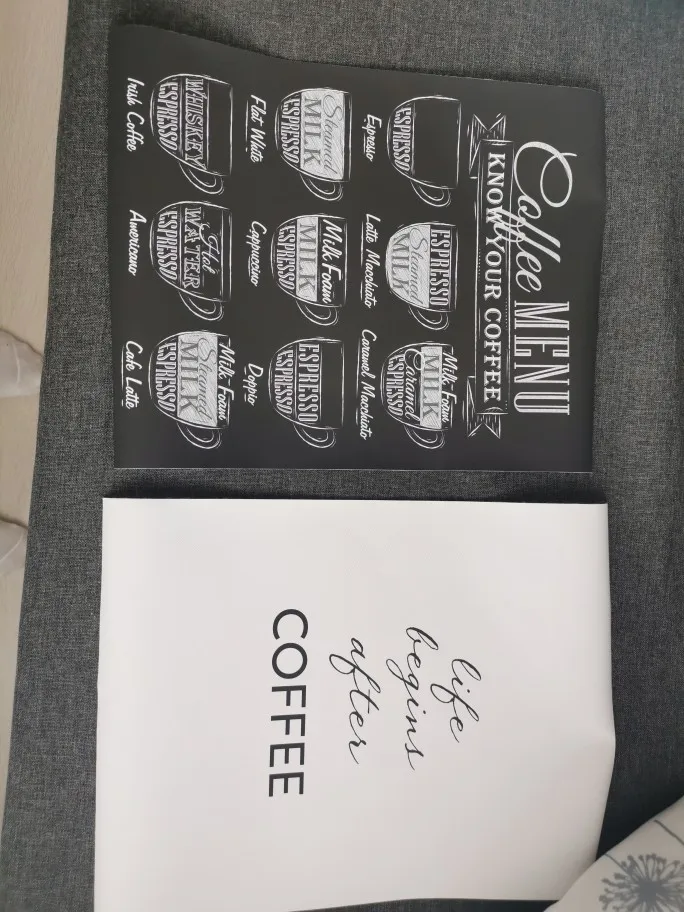 Coffee MENU
KNOW YOUR COFFEE
ESPRESSO
Espresso
ESPRESSO
Steamed
MILK
Latte Macchiato
Milk Foam
MILK
Caramel
ESPRESSO
Caramel Macchiato
Steamed
MILK
ESPRESSO
Flat White
Milk Foam
MILK
ESPRESSO
Cappuccino
ESPRESSO
ESPRESSO
Doppio
WHISKEY
ESPRESSO
Irish Coffee
Hot
WATER
ESPRESSO
Americano
Milk Foam
Steamed
MILK
ESPRESSO
Cafe Latte
life
begins
after
COFFEE